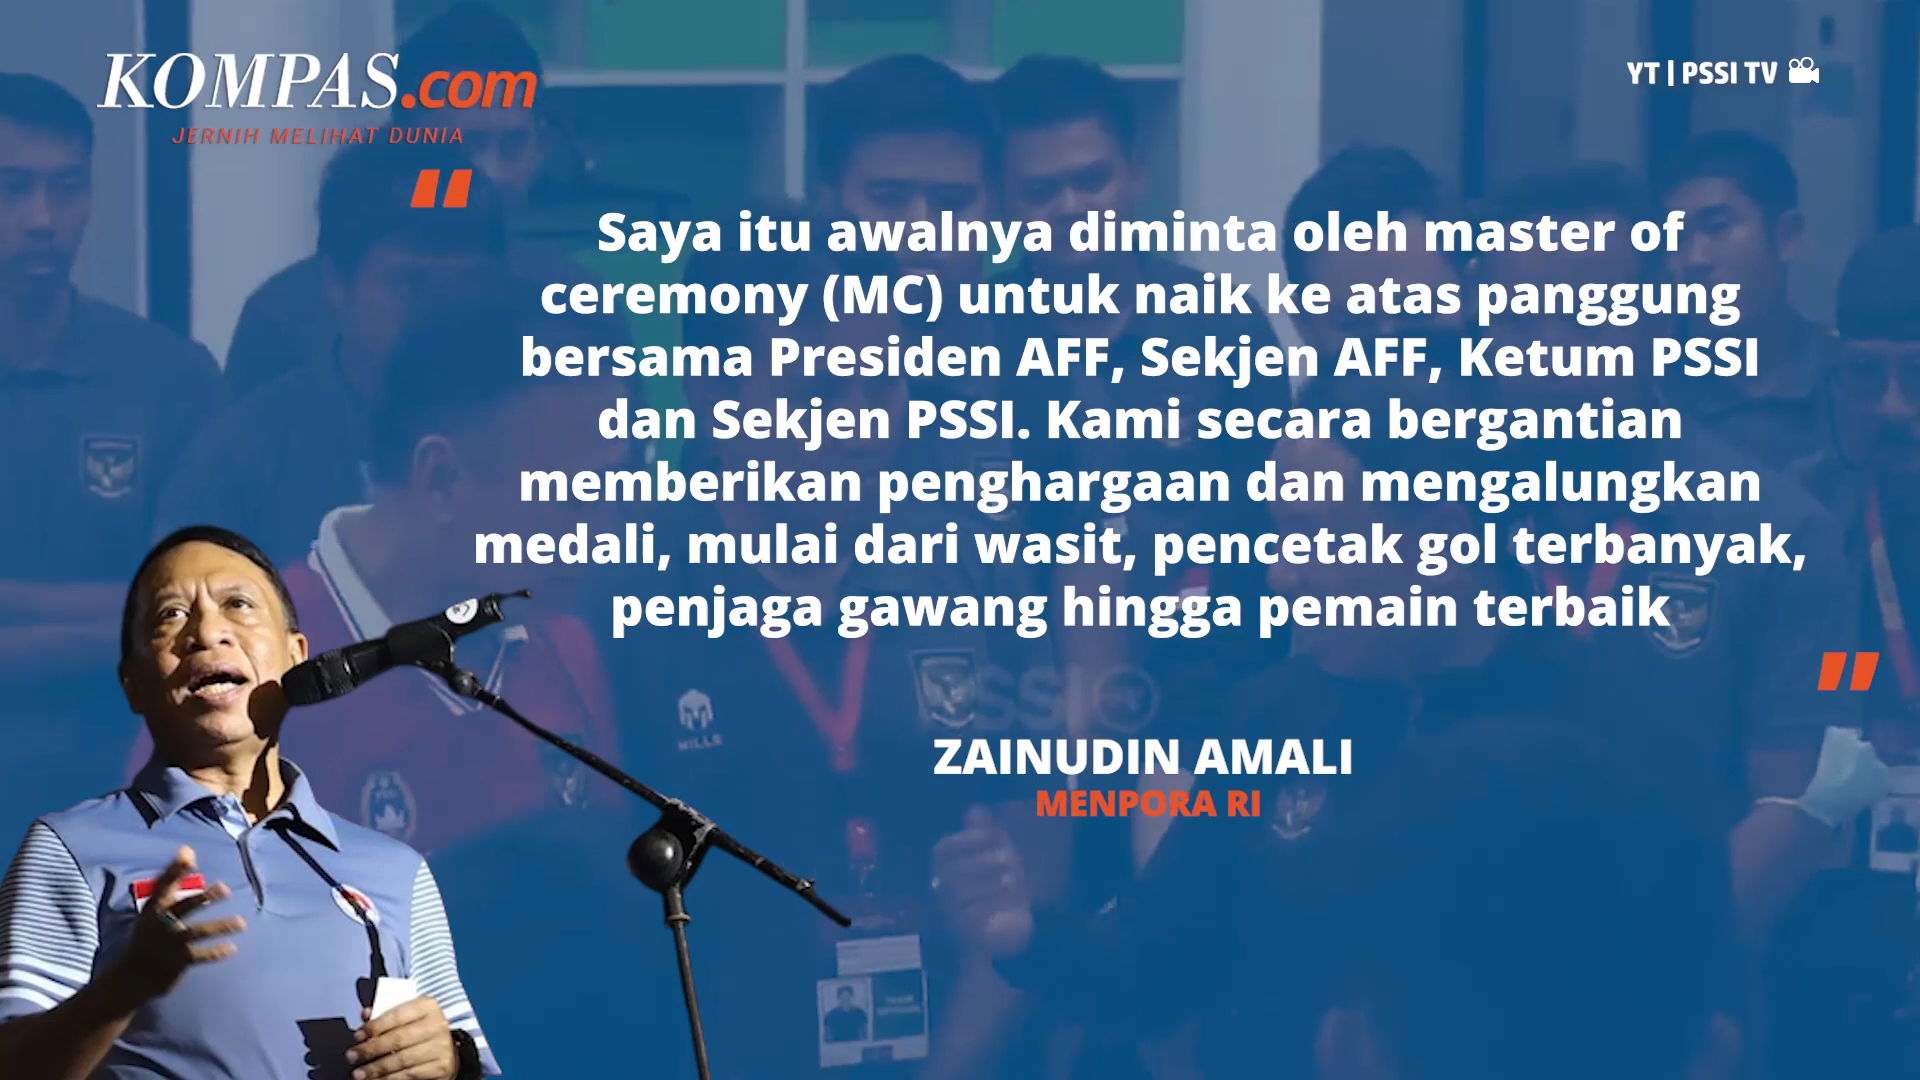 KOMPAS.com
JERNIH MELIHAT DUNIA
YT | PSSI TV
Saya itu awalnya diminta oleh master of
ceremony (MC) untuk naik ke atas panggung
bersama Presiden AFF, Sekjen AFF, Ketum PSSI
dan Sekjen PSSI. Kami secara bergantian
memberikan penghargaan dan mengalungkan
medali, mulai dari wasit, pencetak gol terbanyak,
penjaga gawang hingga pemain terbaik
MILLS
ZAINUDIN AMALI
MENPORA RI